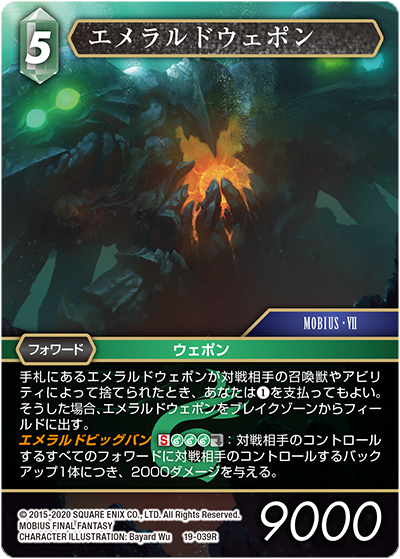 5
エメラルドウェポン
MOBIUS・VII
フォワード
ウェポン
手札にあるエメラルドウェポンが対戦相手の召喚獣やアビリ
ティによって捨てられたとき、あなたは❶を支払ってもよい。
そうした場合、エメラルドウェポンをブレイクゾーンからフィー
ルドに出す。
エメラルドビッグバン S：対戦相手のコントロール
するすべてのフォワードに対戦相手のコントロールするバック
アップ1体につき、2000ダメージを与える。
© 2015-2020 SQUARE ENIX CO., LTD. All Rights Reserved.
MOBIUS FINAL FANTASY
CHARACTER ILLUSTRATION: Bayard Wu 19-039R
9000